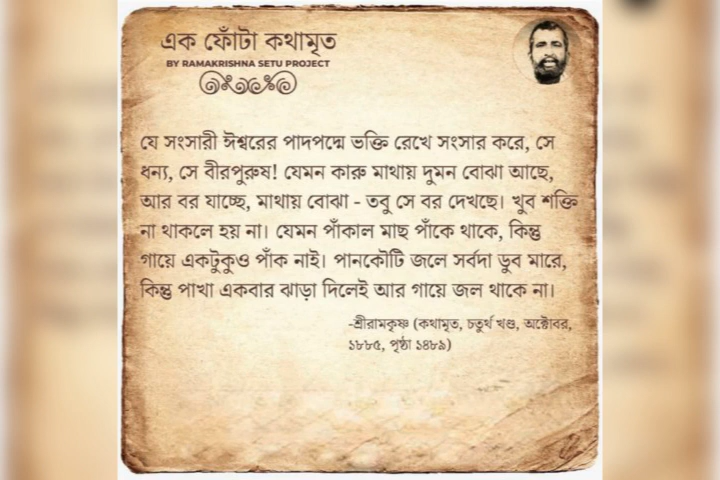 এক ফোঁটা কথামৃত
BY RAMAKRISHNA SETU PROJECT
যে সংসারী ঈশ্বরের পাদপদ্মে ভক্তি রেখে সংসার করে, সে
ধন্য, সে বীরপুরুষ! যেমন কারু মাথায় দুমন বোঝা আছে,
আর বর যাচ্ছে, মাথায় বোঝা - তবু সে বর দেখছে। খুব শক্তি
না থাকলে হয় না। যেমন পাঁকাল মাছ পাঁকে থাকে, কিন্তু
গায়ে একটুকুও পাঁক নাই। পানকৌটি জলে সর্বদা ডুব মারে,
কিন্তু পাখা একবার ঝাড়া দিলেই আর গায়ে জল থাকে না।
-শ্রীরামকৃষ্ণ (কথামৃত, চতুর্থ খণ্ড, অক্টোবর,
১৮৮৫, পৃষ্ঠা ১৪৮৯)